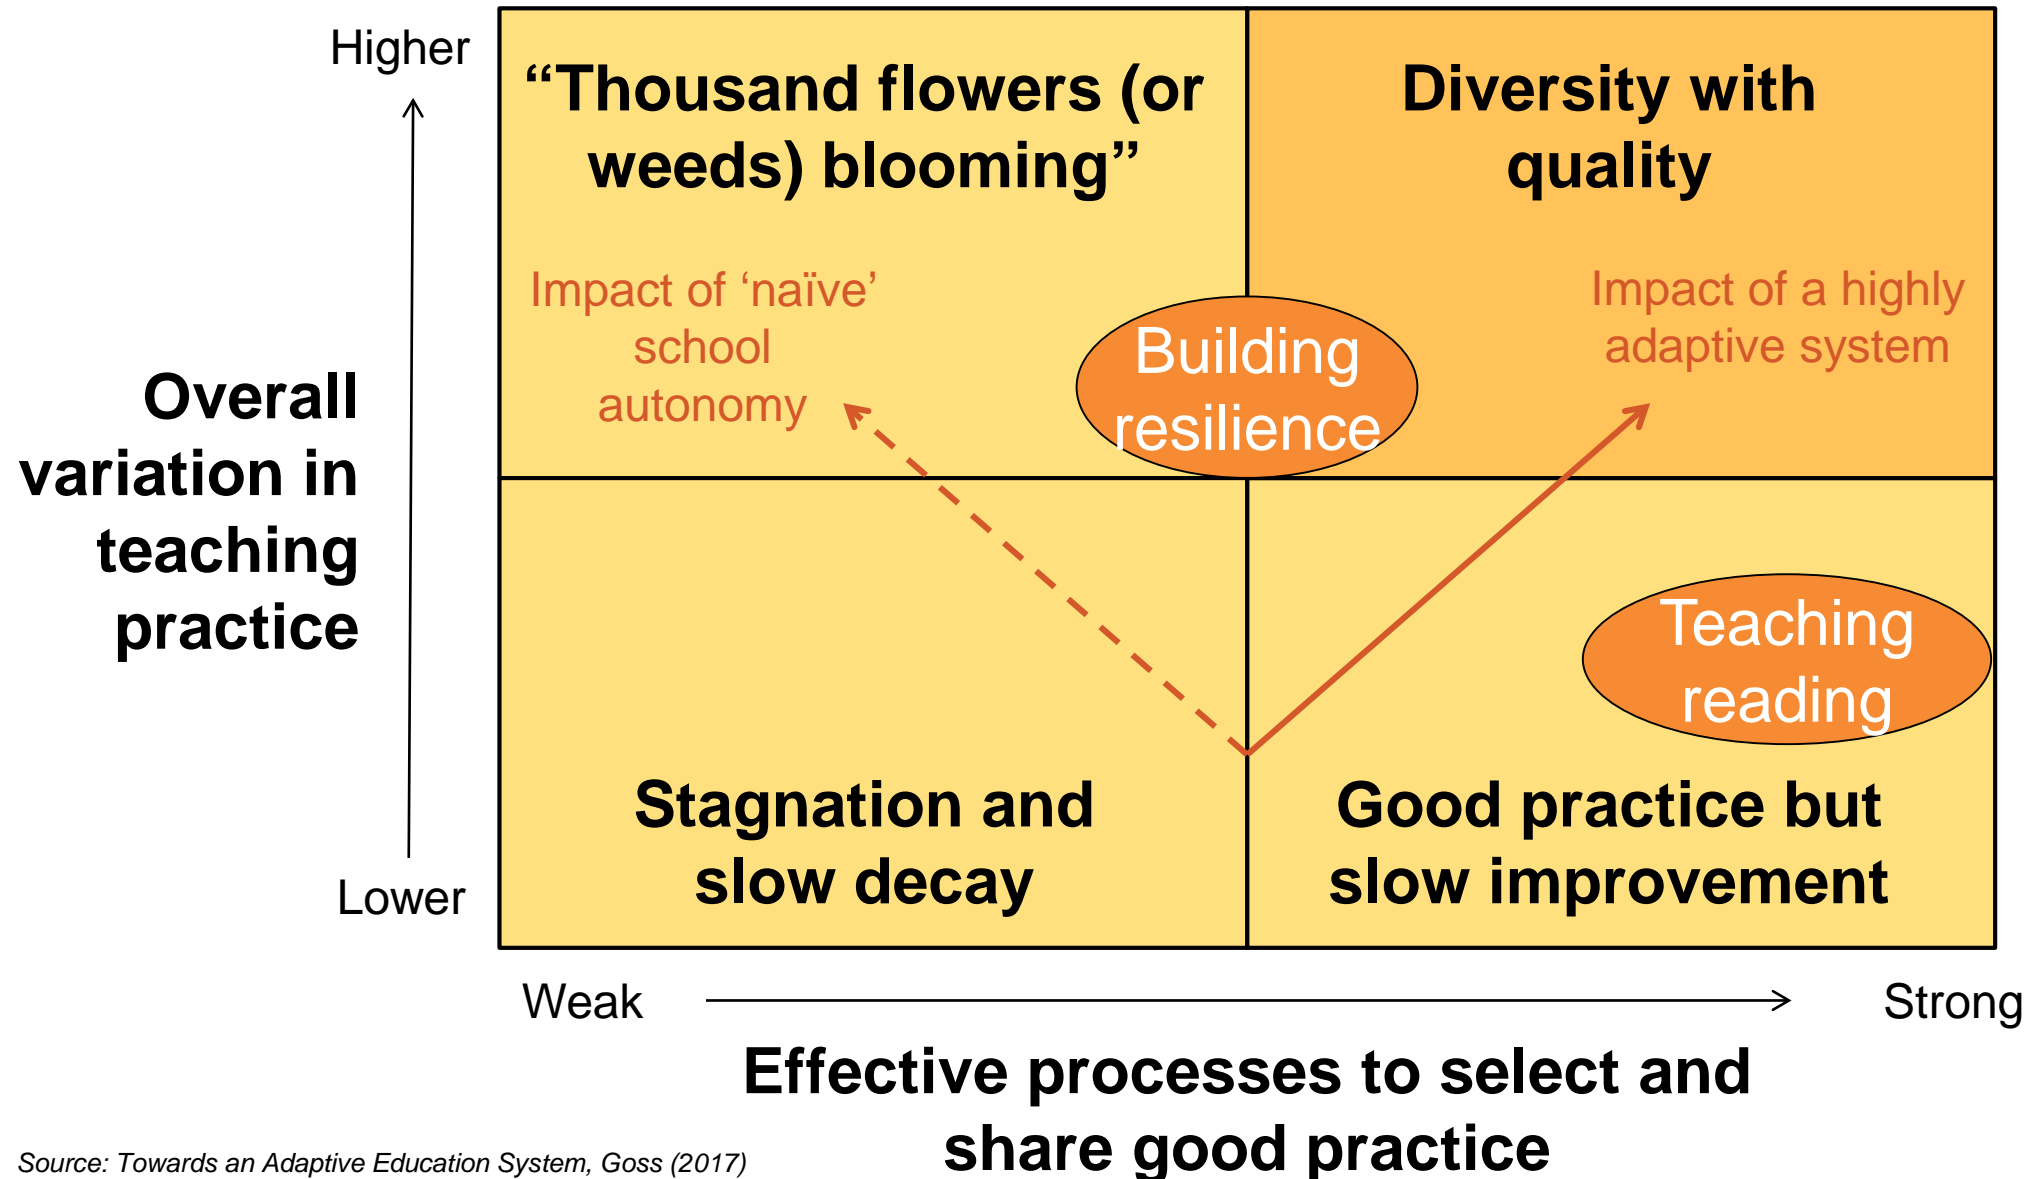 Higher
“Thousand flowers (or
weeds) blooming”
Diversity with
quality
Impact of ‘naïve’
school
autonomy
Building
resilience
Impact of a highly
adaptive system
Overall
variation in
teaching
practice
Teaching
reading
Stagnation and
slow decay
Good practice but
slow improvement
Lower
Weak
Strong
Effective processes to select and
share good practice
Source: Towards an Adaptive Education System, Goss (2017)